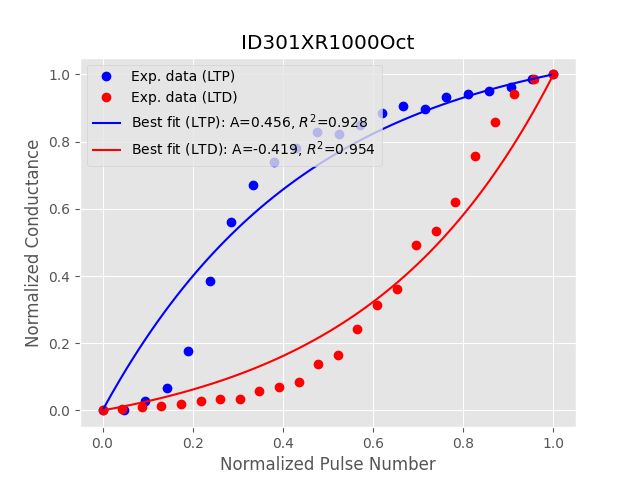 ID301XR1000Oct
Exp. data (LTP)
Exp. data (LTD)
Best fit (LTP): A=0.456, R²=0.928
Best fit (LTD): A=-0.419, R²=0.954
Normalized Conductance
1.0
0.8
0.6
0.4
0.2
0.0
0.0 0.2 0.4 0.6 0.8 1.0
Normalized Pulse Number